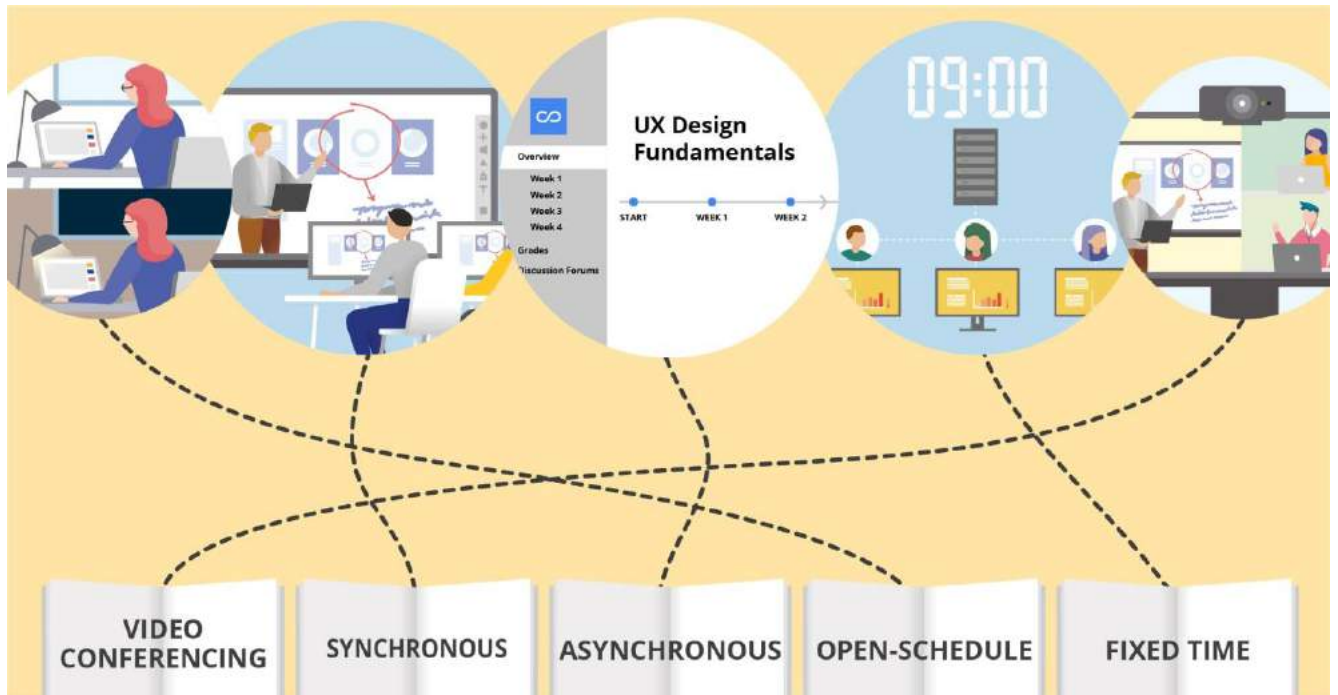 UX Design
Fundamentals
Overview
Week 1
Week 2
Week 3
Week 4
Grades
Discussion Forums
START WEEK 1 WEEK 2
09:00
VIDEO
CONFERENCING
SYNCHRONOUS
ASYNCHRONOUS
OPEN-SCHEDULE
FIXED TIME